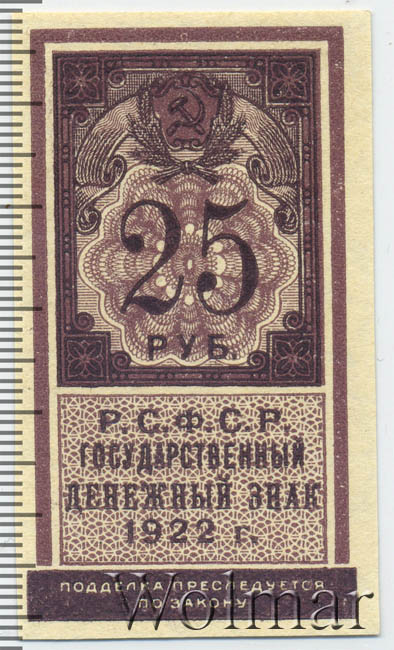 25
РУБ.
Р.С.Ф.С.Р.
ГОСУДАРСТВЕННЫЙ
ДЕНЕЖНЫЙ ЗНАК
1922 г.
ПОДДЕЛКА ПРЕСЛЕДУЕТСЯ
ПО ЗАКОНУ
Wolmar